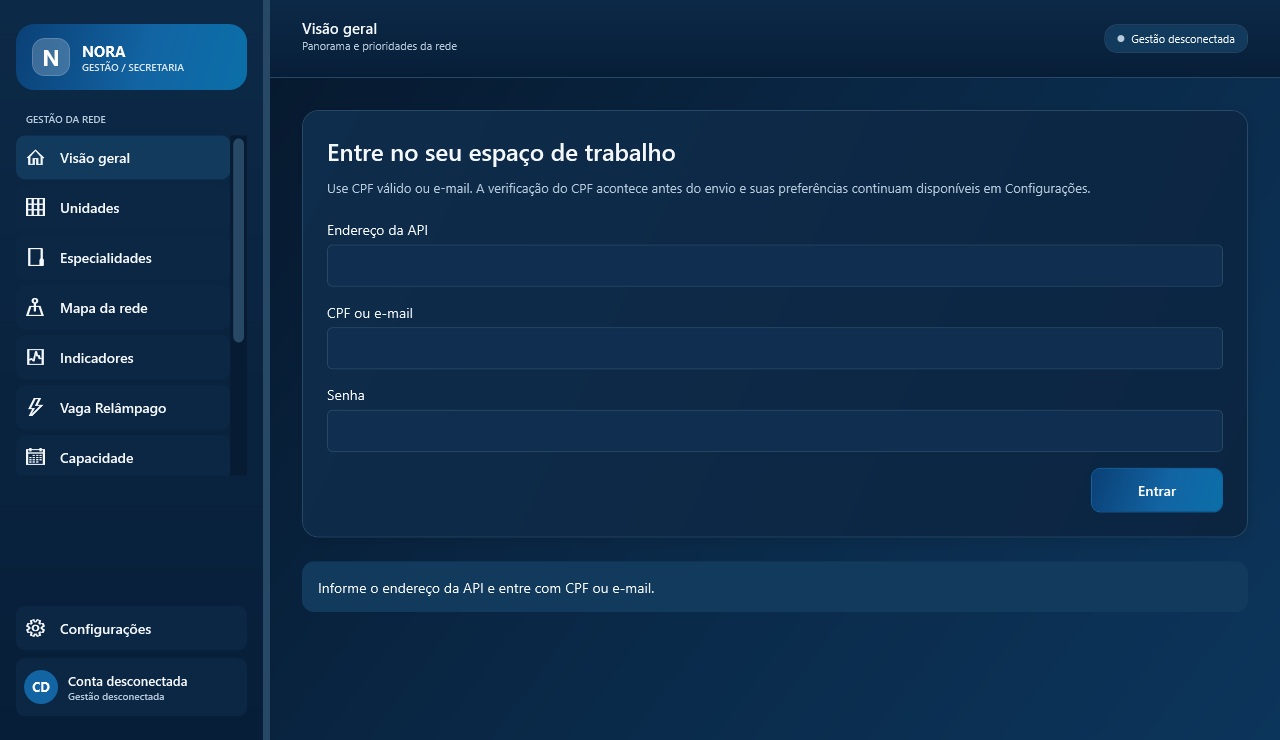 N
NORA
GESTÃO / SECRETARIA
GESTÃO DA REDE
Visão geral
Unidades
Especialidades
Mapa da rede
Indicadores
Vaga Relâmpago
Capacidade
Configurações
CD
Conta desconectada
Gestão desconectada
Visão geral
Panorama e prioridades da rede
Gestão desconectada
Entre no seu espaço de trabalho
Use CPF válido ou e-mail. A verificação do CPF acontece antes do envio e suas preferências continuam disponíveis em Configurações.
Endereço da API
CPF ou e-mail
Senha
Entrar
Informe o endereço da API e entre com CPF ou e-mail.